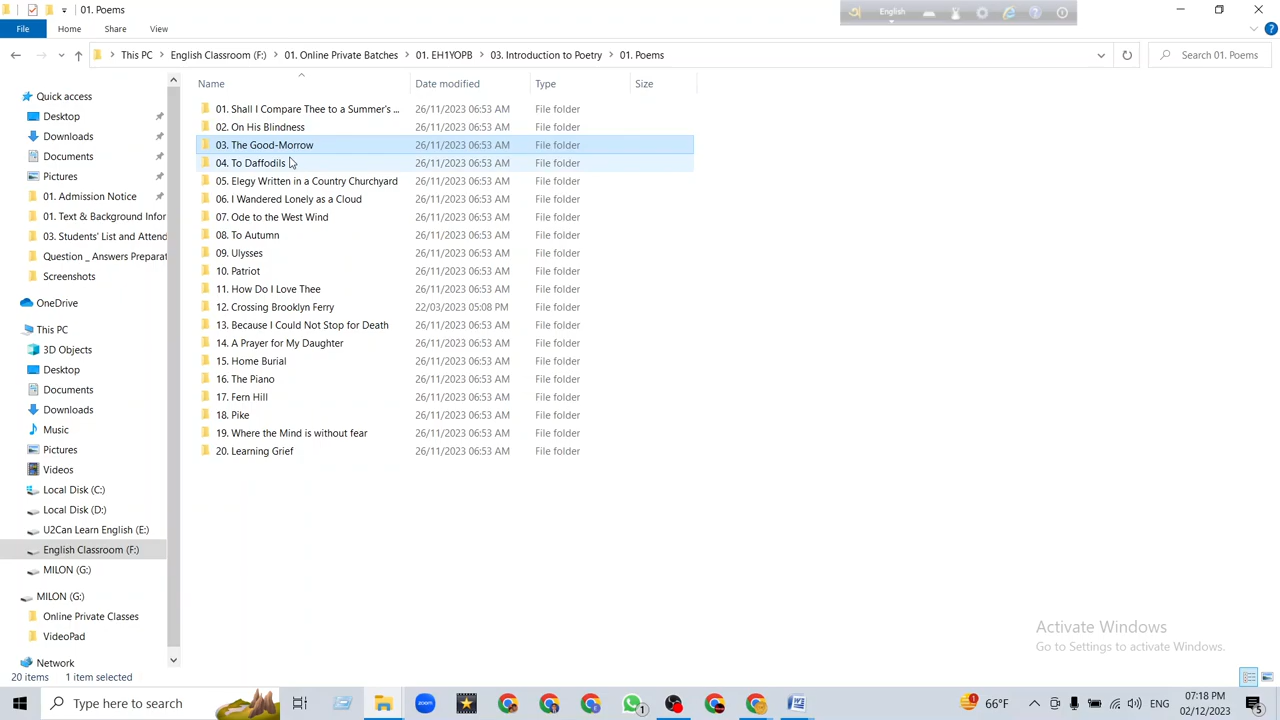 01. Poems
English
File
Home
Share
View
This PC
English Classroom (F:)
01. Online Private Batches
01. EH1YOPB
03. Introduction to Poetry
01. Poems
Search 01. Poems
Name
Date modified
Type
Size
Quick access
Desktop
Downloads
Documents
Pictures
01. Admission Notice
01. Text & Background Infor
03. Students' List and Attend
Question _ Answers Preparat
Screenshots
OneDrive
This PC
3D Objects
Desktop
Documents
Downloads
Music
Pictures
Videos
Local Disk (C:)
Local Disk (D:)
U2Can Learn English (E:)
English Classroom (F:)
MILON (G:)
MILON (G:)
Online Private Classes
VideoPad
Network
01. Shall I Compare Thee to a Summer's ... 26/11/2023 06:53 AM File folder
02. On His Blindness 26/11/2023 06:53 AM File folder
03. The Good-Morrow 26/11/2023 06:53 AM File folder
04. To Daffodils 26/11/2023 06:53 AM File folder
05. Elegy Written in a Country Churchyard 26/11/2023 06:53 AM File folder
06. I Wandered Lonely as a Cloud 26/11/2023 06:53 AM File folder
07. Ode to the West Wind 26/11/2023 06:53 AM File folder
08. To Autumn 26/11/2023 06:53 AM File folder
09. Ulysses 26/11/2023 06:53 AM File folder
10. Patriot 26/11/2023 06:53 AM File folder
11. How Do I Love Thee 26/11/2023 06:53 AM File folder
12. Crossing Brooklyn Ferry 22/03/2023 05:08 PM File folder
13. Because I Could Not Stop for Death 26/11/2023 06:53 AM File folder
14. A Prayer for My Daughter 26/11/2023 06:53 AM File folder
15. Home Burial 26/11/2023 06:53 AM File folder
16. The Piano 26/11/2023 06:53 AM File folder
17. Fern Hill 26/11/2023 06:53 AM File folder
18. Pike 26/11/2023 06:53 AM File folder
19. Where the Mind is without fear 26/11/2023 06:53 AM File folder
20. Learning Grief 26/11/2023 06:53 AM File folder
Activate Windows
Go to Settings to activate Windows.
20 items
1 item selected
Type here to search
zoom
1
1
66°F
ENG
07:18 PM
02/12/2023
5